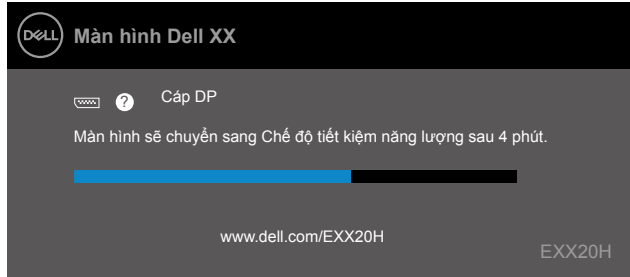 DELL
Màn hình Dell XX
? Cáp DP
Màn hình sẽ chuyển sang Chế độ tiết kiệm năng lượng sau 4 phút.
www.dell.com/EXX20H
EXX20H